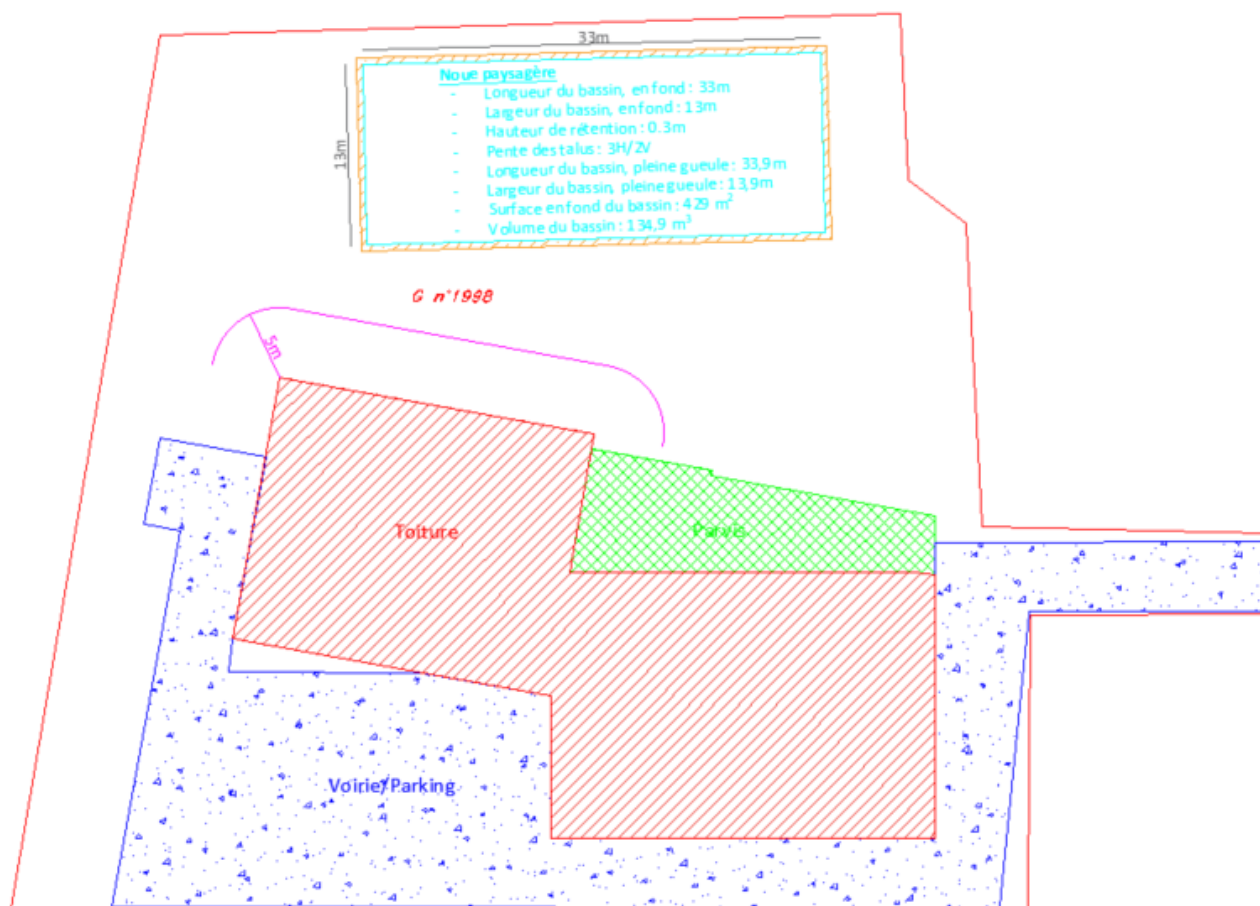 33m
Noue paysagère
- Longueur du bassin, en fond : 33m
- Largeur du bassin, en fond : 13m
- Hauteur de rétention : 0.3m
- Pente des talus : 3H/2V
- Longueur du bassin, pleine gueule : 33,9m
- Largeur du bassin, pleine gueule : 13,9m
- Surface en fond du bassin : 429 m²
- Volume du bassin : 134,9 m³
13m
G n°1998
5m
Toiture
Parvis
Voirie/Parking